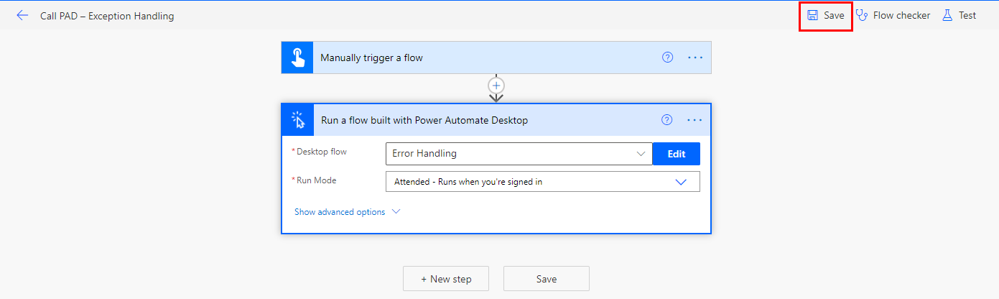 Call PAD – Exception Handling
Save
Flow checker
Test
Manually trigger a flow
Run a flow built with Power Automate Desktop
*Desktop flow
Error Handling
Edit
*Run Mode
Attended - Runs when you're signed in
Show advanced options
+ New step
Save